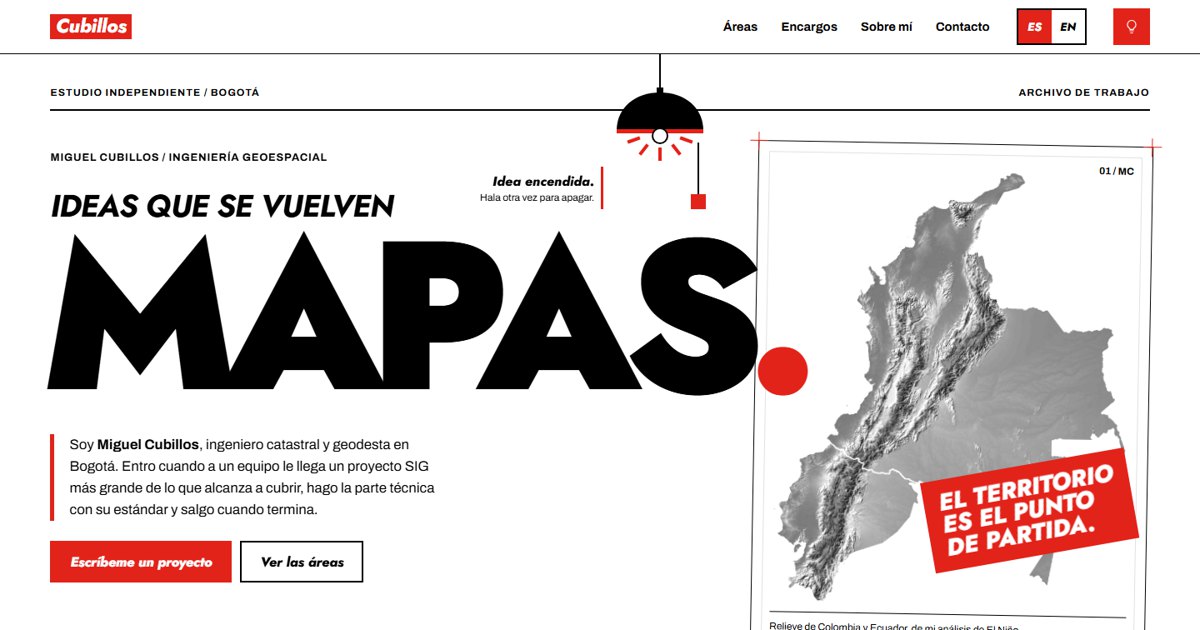 Cubillos
Áreas
Encargos
Sobre mí
Contacto
ES
EN
ESTUDIO INDEPENDIENTE / BOGOTÁ
ARCHIVO DE TRABAJO
MIGUEL CUBILLOS / INGENIERÍA GEOESPACIAL
Idea encendida.
Hala otra vez para apagar.
IDEAS QUE SE VUELVEN
MAPAS.
Soy Miguel Cubillos, ingeniero catastral y geodesta en
Bogotá. Entro cuando a un equipo le llega un proyecto SIG
más grande de lo que alcanza a cubrir, hago la parte técnica
con su estándar y salgo cuando termina.
Escríbeme un proyecto
Ver las áreas
01 / MC
EL TERRITORIO
ES EL PUNTO
DE PARTIDA.
Relieve de Colombia y Ecuador, de mi análisis de El Niño